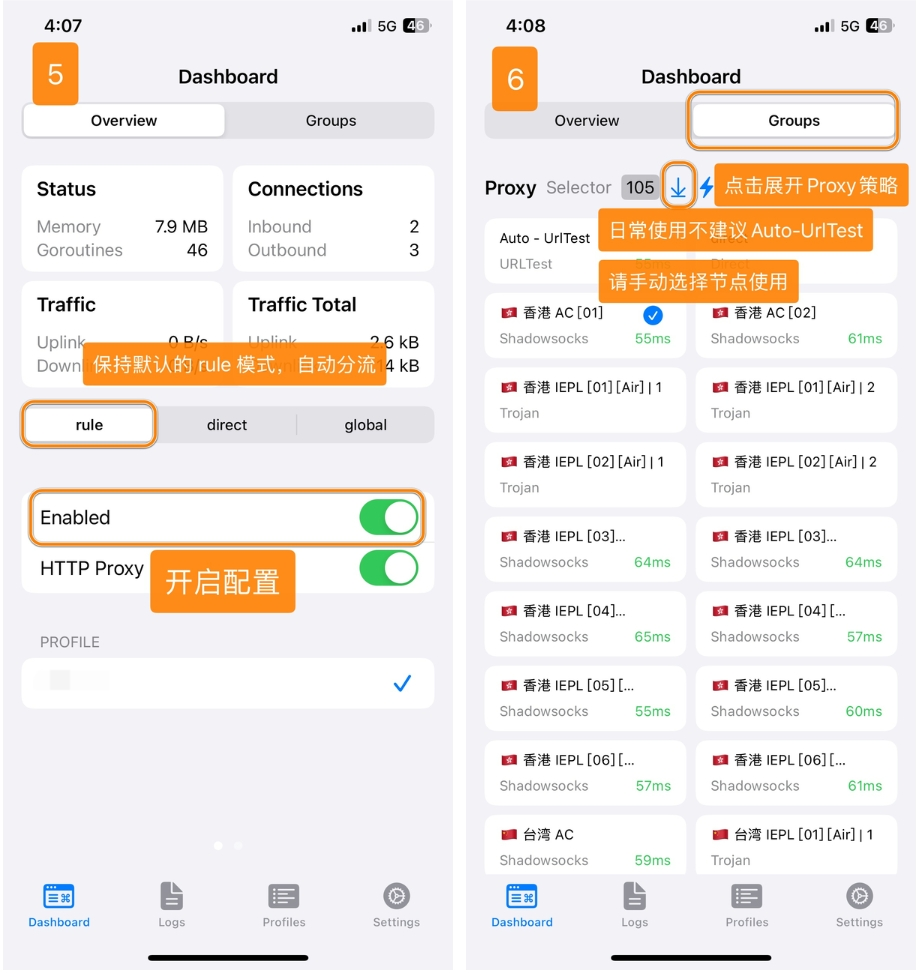 4:07
5G 46
5
Dashboard
Overview
Groups
Status
Memory 7.9 MB
Goroutines 46
Connections
Inbound 2
Outbound 3
Traffic
Uplink 0 B/s
Traffic Total
Uplink 2.6 kB
保持默认的 rule 模式，自动分流
rule
direct
global
Enabled
HTTP Proxy
开启配置
PROFILE
Dashboard
Logs
Profiles
Settings
4:08
5G 46
6
Dashboard
Overview
Groups
Proxy Selector 105
点击展开 Proxy 策略
Auto - UrlTest
日常使用不建议 Auto-UrlTest
URLTest
Direct
请手动选择节点使用
香港 AC [01]
Shadowsocks 55ms
香港 AC [02]
Shadowsocks 61ms
香港 IEPL [01] [Air] | 1
Trojan
香港 IEPL [01] [Air] | 2
Trojan
香港 IEPL [02] [Air] | 1
Trojan
香港 IEPL [02] [Air] | 2
Trojan
香港 IEPL [03]...
Shadowsocks 64ms
香港 IEPL [03]...
Shadowsocks 64ms
香港 IEPL [04]...
Shadowsocks 65ms
香港 IEPL [04] [...
Shadowsocks 57ms
香港 IEPL [05] [...
Shadowsocks 55ms
香港 IEPL [05]...
Shadowsocks 60ms
香港 IEPL [06] [...
Shadowsocks 57ms
香港 IEPL [06] [...
Shadowsocks 61ms
台湾 AC
Shadowsocks 59ms
台湾 IEPL [01] [Air] | 1
Trojan
Dashboard
Logs
Profiles
Settings